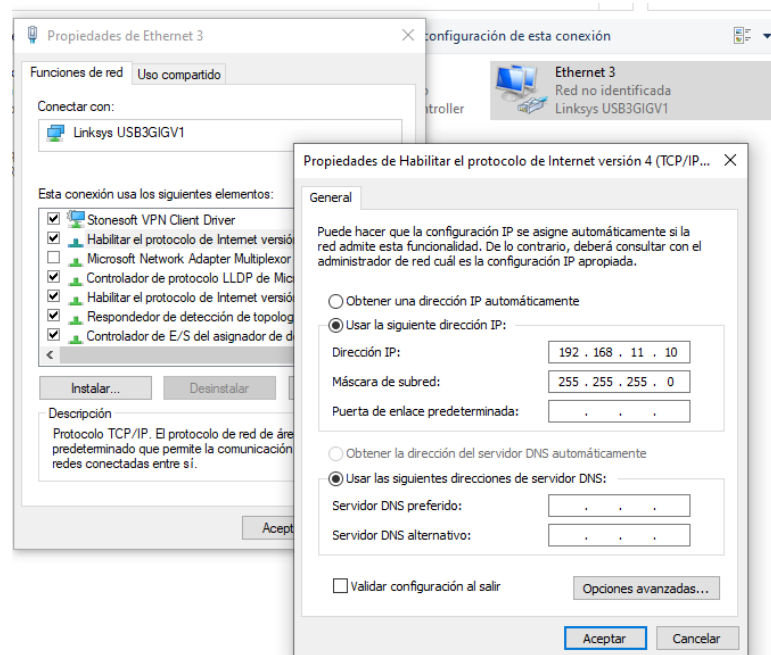 Propiedades de Ethernet 3
configuración de esta conexión
Funciones de red
Uso compartido
Conectar con:
Linksys USB3GIGV1
Ethernet 3
Red no identificada
Linksys USB3GIGV1
ntroller
Esta conexión usa los siguientes elementos:
Stonesoft VPN Client Driver
Habilitar el protocolo de Internet versió
Microsoft Network Adapter Multiplexor
Controlador de protocolo LLDP de Mic
Habilitar el protocolo de Internet versió
Respondedor de detección de topolog
Controlador de E/S del asignador de d
Instalar...
Desinstalar
Descripción
Protocolo TCP/IP. El protocolo de red de áre
predeterminado que permite la comunicación
redes conectadas entre sí.
Acept
Propiedades de Habilitar el protocolo de Internet versión 4 (TCP/IP...
General
Puede hacer que la configuración IP se asigne automáticamente si la
red admite esta funcionalidad. De lo contrario, deberá consultar con el
administrador de red cuál es la configuración IP apropiada.
Obtener una dirección IP automáticamente
Usar la siguiente dirección IP:
Dirección IP: 192 . 168 . 11 . 10
Máscara de subred: 255 . 255 . 255 . 0
Puerta de enlace predeterminada: . . .
Obtener la dirección del servidor DNS automáticamente
Usar las siguientes direcciones de servidor DNS:
Servidor DNS preferido: . . .
Servidor DNS alternativo: . . .
Validar configuración al salir
Opciones avanzadas...
Aceptar
Cancelar